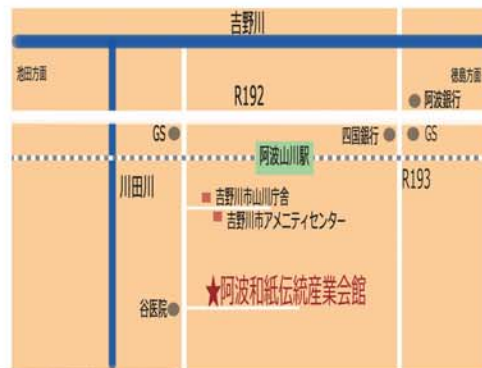 吉野川
池田方面
徳島方面
R192
阿波銀行
GS
四国銀行
GS
阿波山川駅
川田川
R193
吉野川市山川庁舎
吉野川市アメニティセンター
★阿波和紙伝統産業会館
谷医院